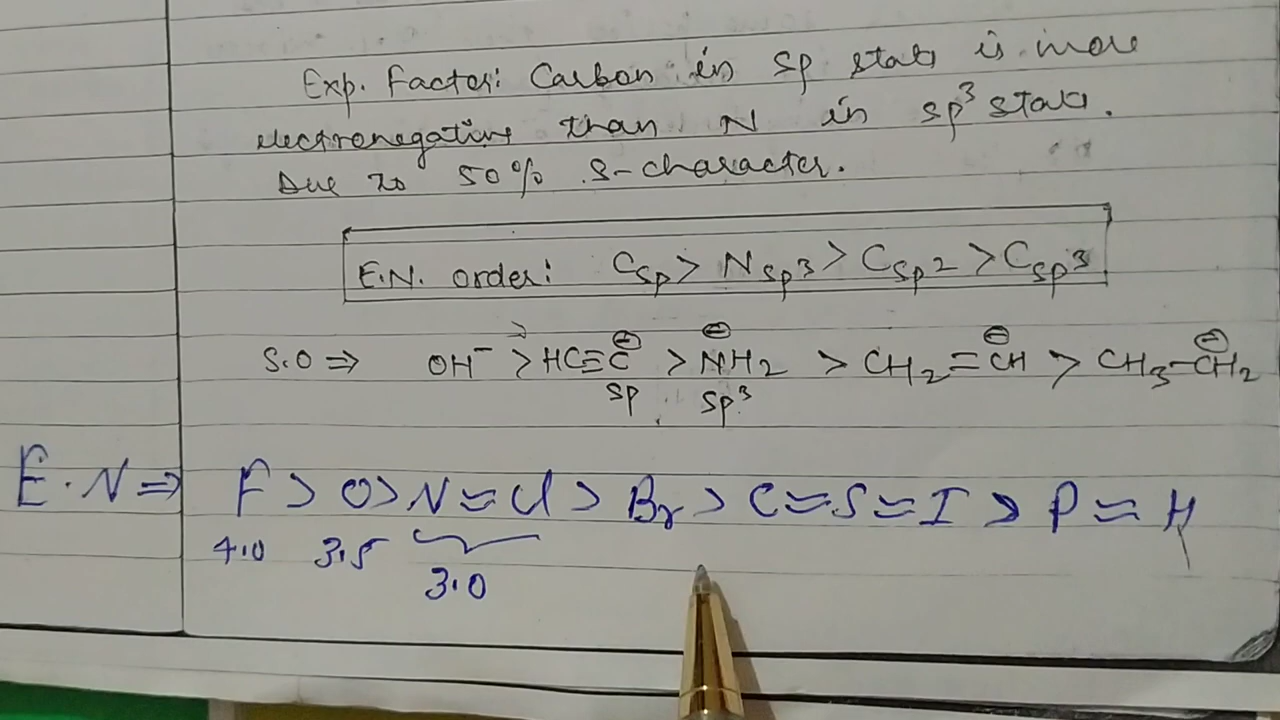 Exp. Factor: Carbon in sp state is more
electronegative than N in sp³ state.
Due to 50% s-character.
E.N. order: Csp > Nsp3 > Csp2 > Csp3
S.O ⇒ OH⁻ > HC≡C⊖ > ⊖NH2 > CH2=⊖CH > CH3-⊖CH2
sp sp³
E.N ⇒ F > O > N ≈ Cl > Br > C ≈ S ≈ I > P ≈ H
4.0 3.5 3.0